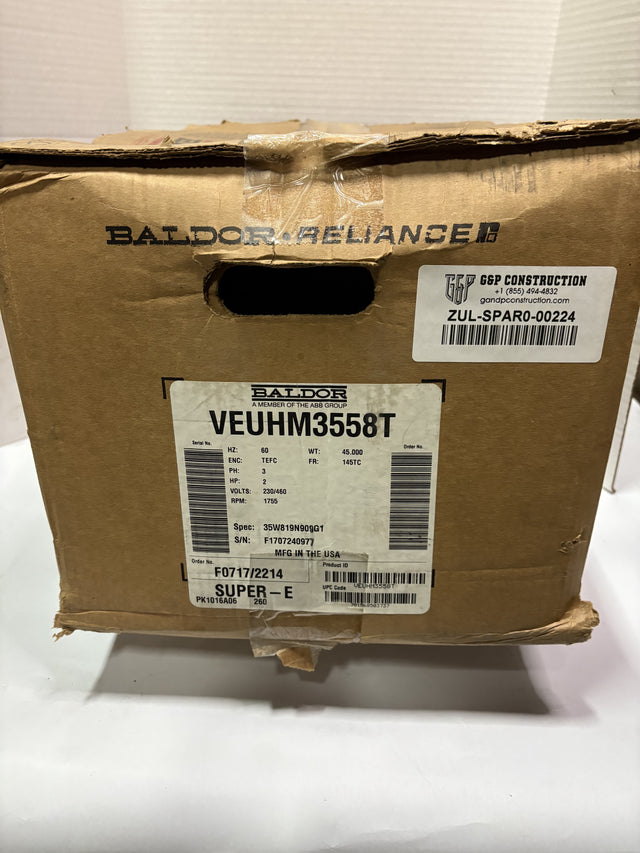 BALDOR•RELIANCE
G&P G&P CONSTRUCTION
+1 (855) 494-4832
gandpconstruction.com
ZUL-SPAR0-00224
BALDOR
A MEMBER OF THE ABB GROUP
VEUHM3558T
Serial No.
Order No.
HZ: 60 WT: 45.000
ENC: TEFC FR: 145TC
PH: 3
HP: 2
VOLTS: 230/460
RPM: 1755
Spec: 35W819N909G1
S/N: F1707240977
MFG IN THE USA
Order No.
F0717/2214
Product ID
VEUHM3558T
SUPER-E
UPC Code
PK1016A06 260